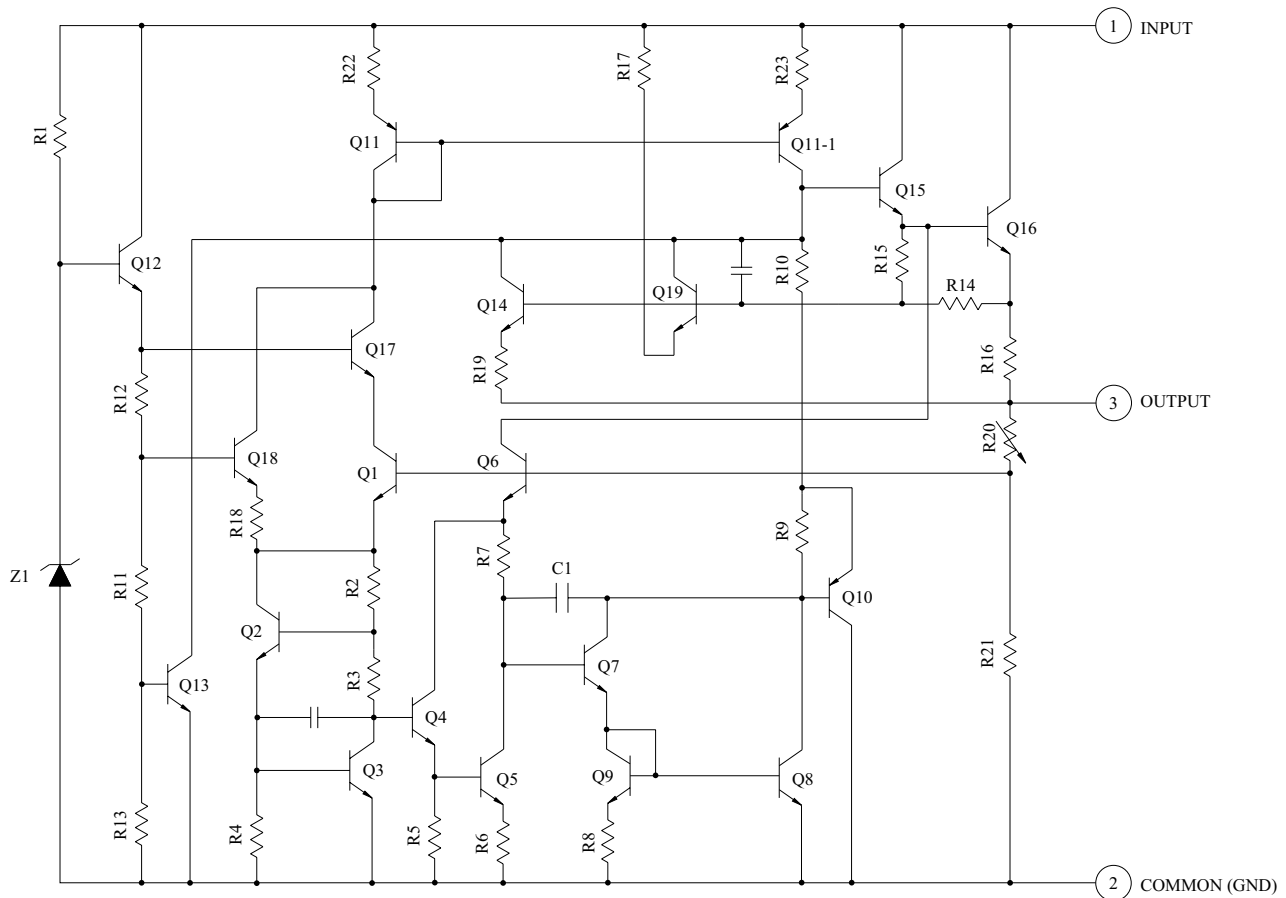 1 INPUT
R22
R17
R23
R1
Q11
Q11-1
Q15
Q16
Q12
R10
R15
R14
Q14
Q19
Q17
R19
R16
R12
3 OUTPUT
R20
Q18
Q1
Q6
R18
R7
R9
Z1
R11
R2
C1
Q10
Q2
R3
Q7
R21
Q13
Q4
Q3
Q5
Q9
Q8
R13
R4
R5
R6
R8
2 COMMON (GND)